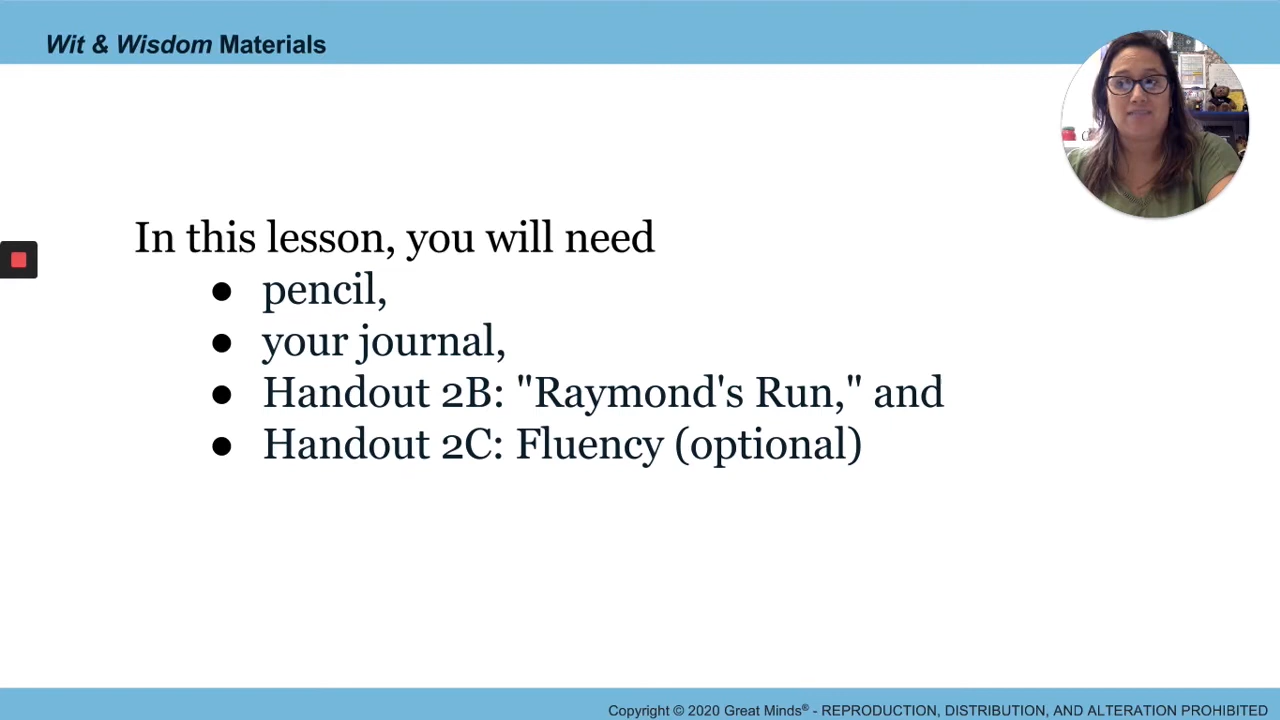 Wit & Wisdom Materials
In this lesson, you will need
● pencil,
● your journal,
● Handout 2B: "Raymond's Run," and
● Handout 2C: Fluency (optional)
Copyright © 2020 Great Minds® - REPRODUCTION, DISTRIBUTION, AND ALTERATION PROHIBITED